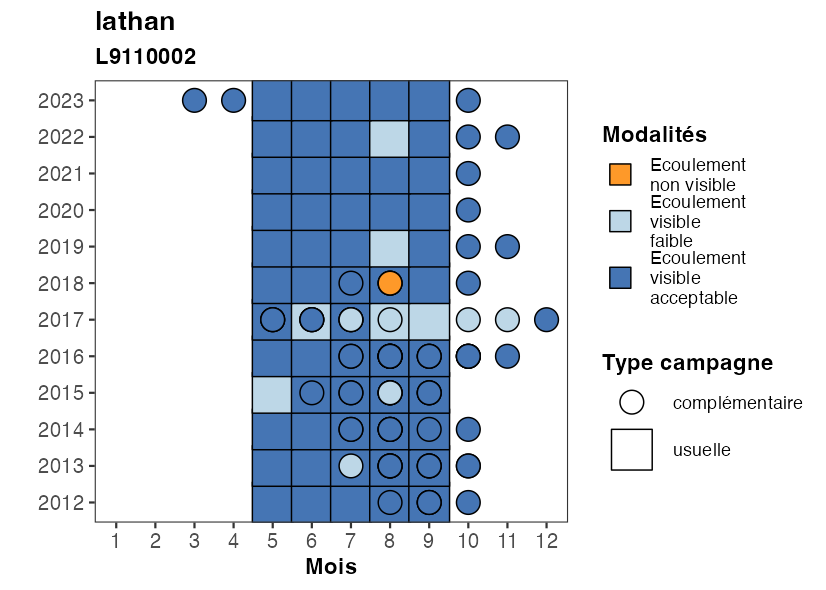 lathan
L9110002
2023
2022
2021
2020
2019
2018
2017
2016
2015
2014
2013
2012
1 2 3 4 5 6 7 8 9 10 11 12
Mois
Modalités
Ecoulement
non visible
Ecoulement
visible
faible
Ecoulement
visible
acceptable
Type campagne
complémentaire
usuelle